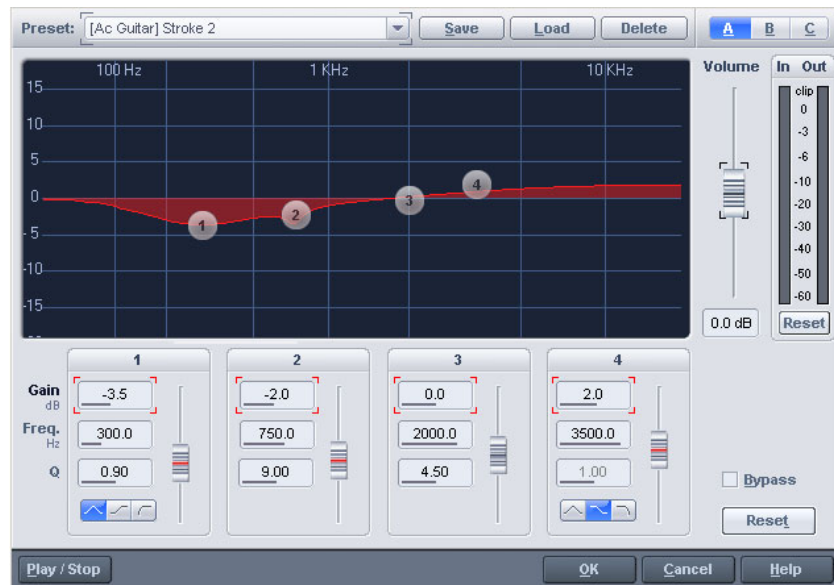 Preset: [Ac Guitar] Stroke 2 Save Load Delete A B C
100 Hz 1 KHz 10 KHz
15
10
5
0
-5
-10
-15
1 2 3 4
Volume
0.0 dB
In Out
clip
0
-3
-6
-10
-20
-30
-40
-50
-60
Reset
1 2 3 4
Gain dB -3.5 -2.0 0.0 2.0
Freq. Hz 300.0 750.0 2000.0 3500.0
Q 0.90 9.00 4.50 1.00
Bypass
Reset
Play / Stop OK Cancel Help